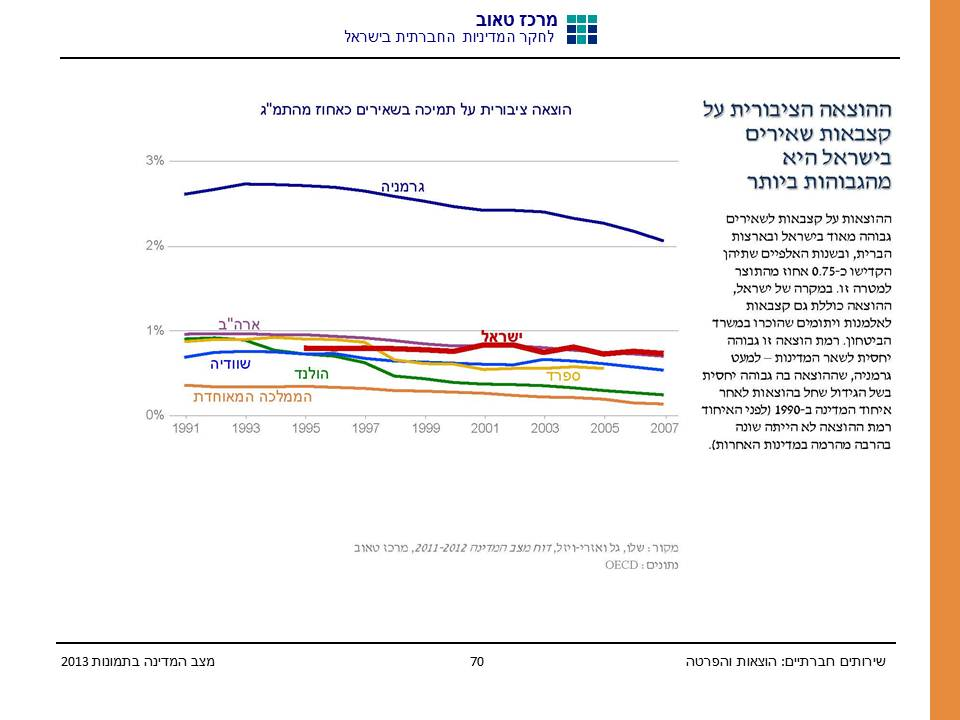 מרכז טאוב
לחקר המדיניות החברתית בישראל
ההוצאה הציבורית על
קצבאות שאירים
בישראל היא
מהגבוהות ביותר
ההוצאות על קצבאות לשאירים
גבוהה מאוד בישראל ובארצות
הברית, ובשנות האלפיים שתיהן
הקדישו כ-0.75 אחוז מהתוצר
למטרה זו. במקרה של ישראל,
ההוצאה כוללת גם קצבאות
לאלמנות ויתומים שהוכרו במשרד
הביטחון. רמת הוצאה זו גבוהה
יחסית לשאר המדינות – למעט
גרמניה, שההוצאה בה גבוהה יחסית
בשל הגידול שחל בהוצאות לאחר
איחוד המדינה ב-1990 (לפני האיחוד
רמת ההוצאה לא הייתה שונה
בהרבה מהרמה במדינות האחרות).
הוצאה ציבורית על תמיכה בשאירים כאחוז מהתמ"ג
3%
גרמניה
2%
ארה"ב
1%
ישראל
שוודיה
הולנד
ספרד
הממלכה המאוחדת
0%
1991 1993 1995 1997 1999 2001 2003 2005 2007
מקור: שלו, גל ואזרי-ויזל, דוח מצב המדינה 2011-2012, מרכז טאוב
נתונים: OECD
שירותים חברתיים: הוצאות והפרטה
70
מצב המדינה בתמונות 2013